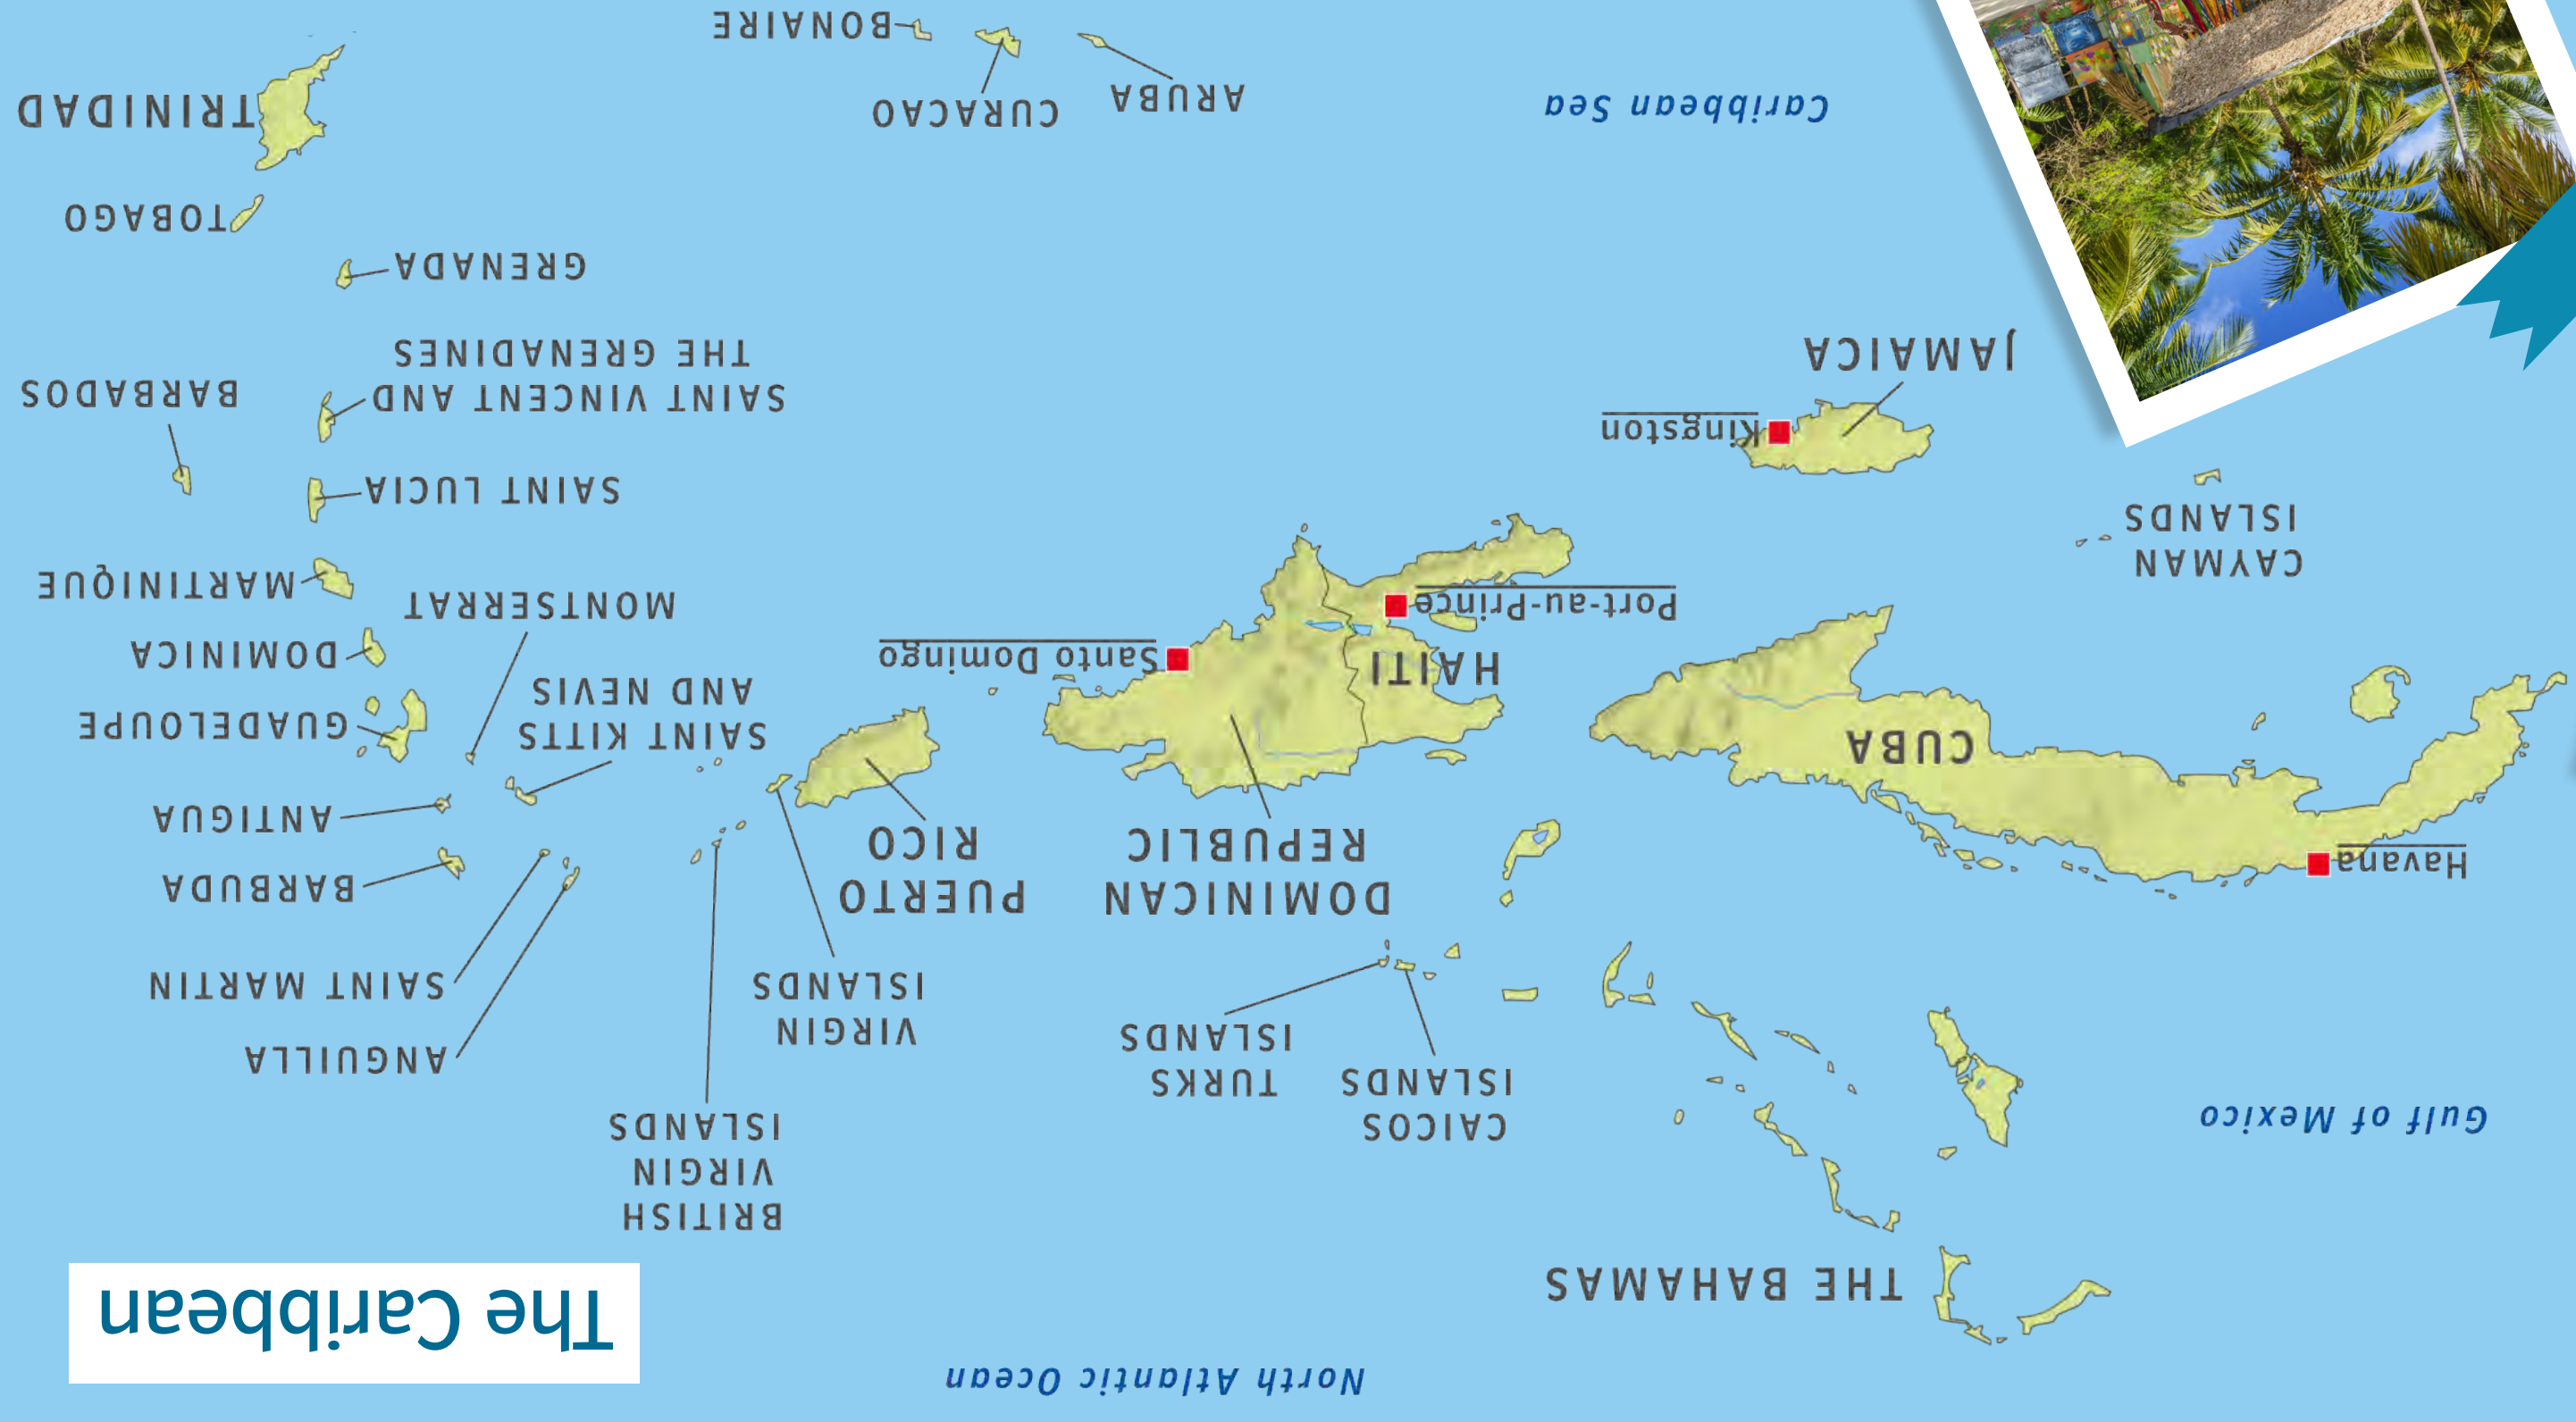 North Atlantic Ocean
The Caribbean
THE BAHAMAS
Gulf of Mexico
BRITISH
VIRGIN
ISLANDS
CAICOS
ISLANDS
TURKS
ISLANDS
VIRGIN
ISLANDS
ANGUILLA
SAINT MARTIN
BARBUDA
ANTIGUA
Havana
CUBA
DOMINICAN
REPUBLIC
PUERTO
RICO
SAINT KITTS
AND NEVIS
GUADELOUPE
HAITI
Santo Domingo
DOMINICA
Port-au-Prince
MONTSERRAT
MARTINIQUE
CAYMAN
ISLANDS
SAINT LUCIA
Kingston
JAMAICA
SAINT VINCENT AND
THE GRENADINES
BARBADOS
GRENADA
TOBAGO
Caribbean Sea
ARUBA
CURACAO
BONAIRE
TRINIDAD